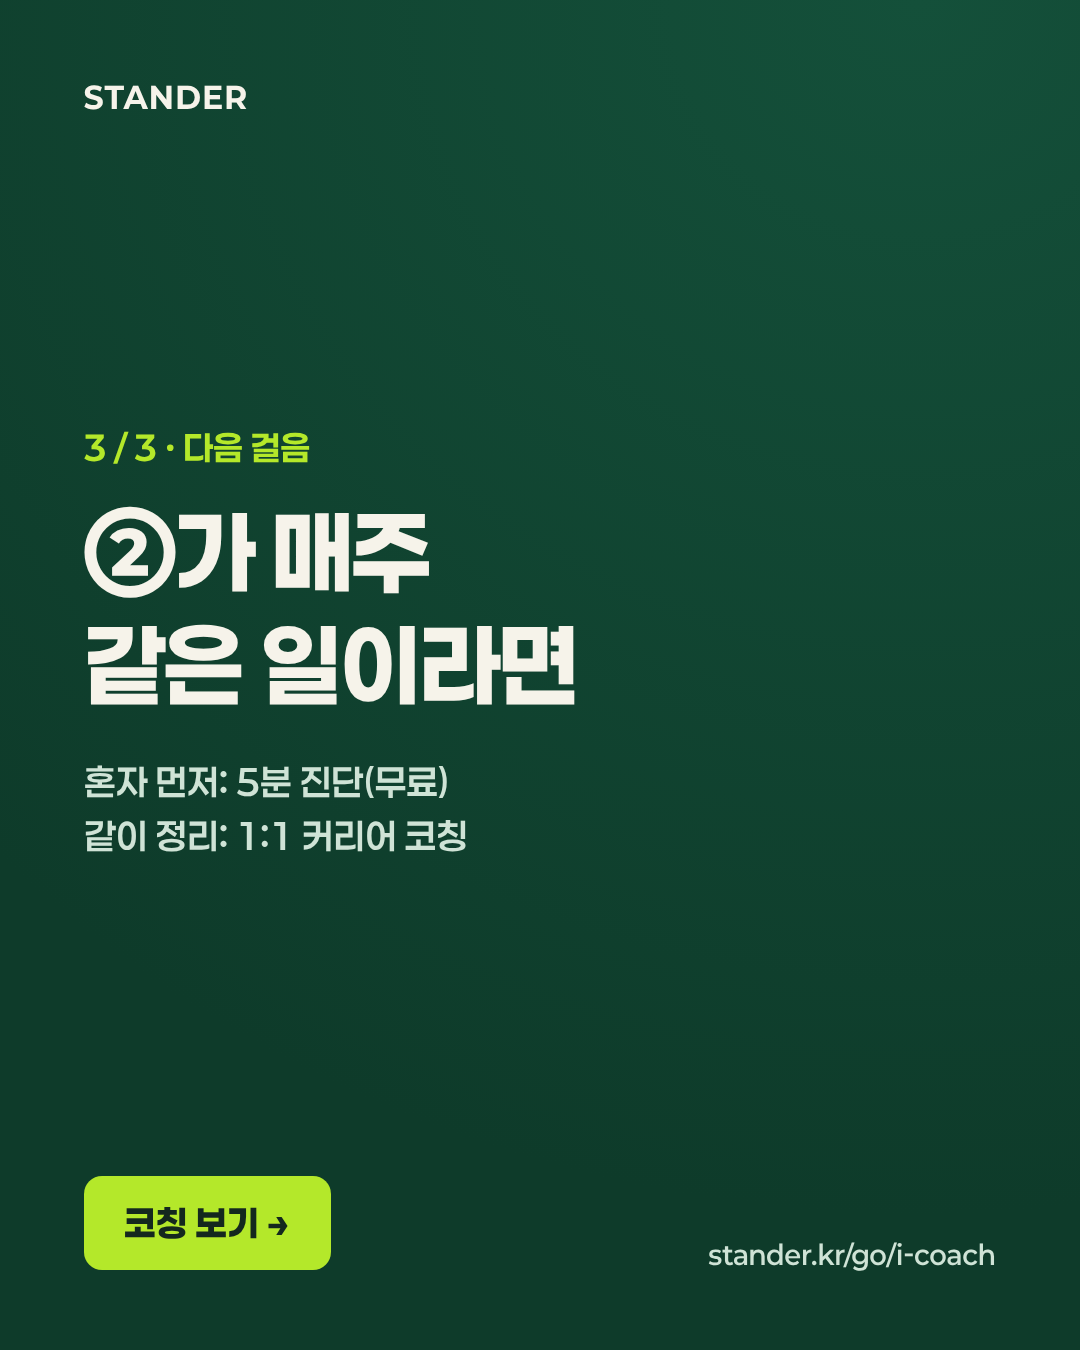 STANDER
3 / 3 · 다음 걸음
②가 매주
같은 일이라면
혼자 먼저: 5분 진단(무료)
같이 정리: 1:1 커리어 코칭
코칭 보기 →
stander.kr/go/i-coach